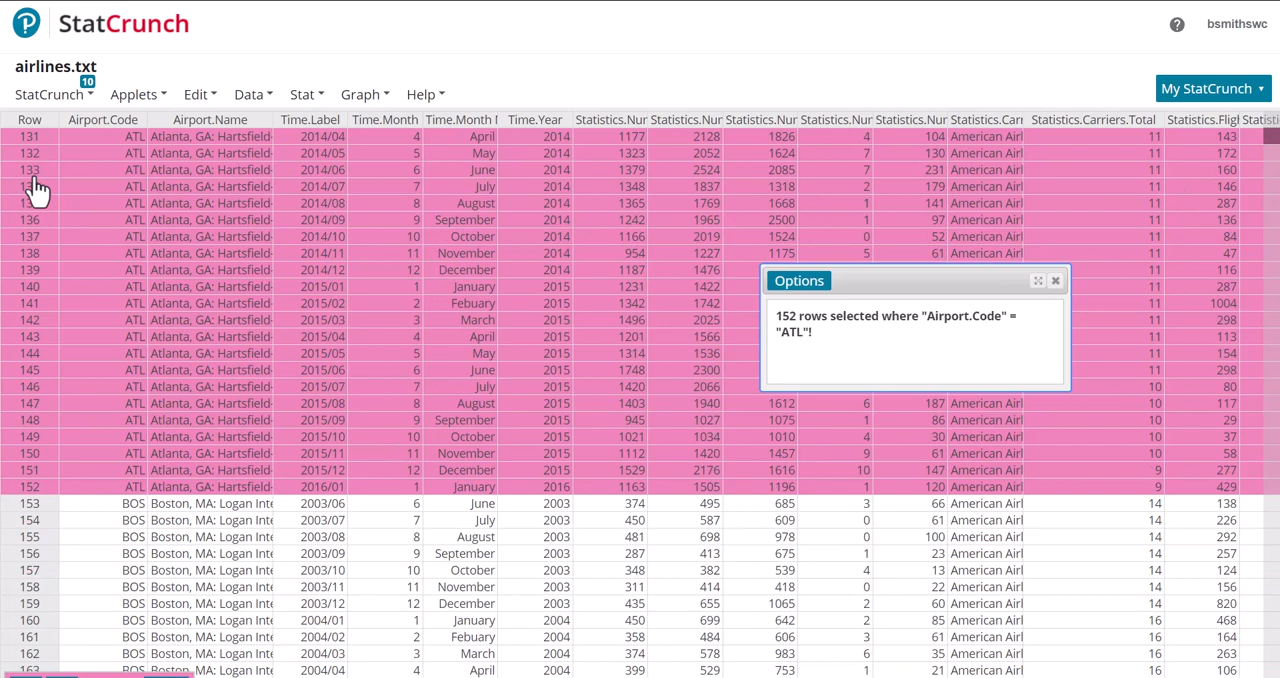 StatCrunch
bsmithswc
airlines.txt
10
StatCrunch Applets Edit Data Stat Graph Help
My StatCrunch
Row Airport.Code Airport.Name Time.Label Time.Month Time.Month Time.Year Statistics.Nur Statistics.Nur Statistics.Nur Statistics.Nur Statistics.Nur Statistics.Carr Statistics.Carriers.Total Statistics.Fligh Statisti
131 ATL Atlanta, GA: Hartsfield- 2014/04 4 April 2014 1177 2128 1826 4 104 American Airl 11 143
132 ATL Atlanta, GA: Hartsfield- 2014/05 5 May 2014 1323 2052 1624 7 130 American Airl 11 172
133 ATL Atlanta, GA: Hartsfield- 2014/06 6 June 2014 1379 2524 2085 7 231 American Airl 11 160
ATL Atlanta, GA: Hartsfield- 2014/07 7 July 2014 1348 1837 1318 2 179 American Airl 11 146
ATL Atlanta, GA: Hartsfield- 2014/08 8 August 2014 1365 1769 1668 1 141 American Airl 11 287
136 ATL Atlanta, GA: Hartsfield- 2014/09 9 September 2014 1242 1965 2500 1 97 American Airl 11 136
137 ATL Atlanta, GA: Hartsfield- 2014/10 10 October 2014 1166 2019 1524 0 52 American Airl 11 84
138 ATL Atlanta, GA: Hartsfield- 2014/11 11 November 2014 954 1227 1175 5 61 American Airl 11 47
139 ATL Atlanta, GA: Hartsfield- 2014/12 12 December 2014 1187 1476 11 116
140 ATL Atlanta, GA: Hartsfield- 2015/01 1 January 2015 1231 1422 11 287
141 ATL Atlanta, GA: Hartsfield- 2015/02 2 Febuary 2015 1342 1742 11 1004
142 ATL Atlanta, GA: Hartsfield- 2015/03 3 March 2015 1496 2025 11 298
143 ATL Atlanta, GA: Hartsfield- 2015/04 4 April 2015 1201 1566 11 113
144 ATL Atlanta, GA: Hartsfield- 2015/05 5 May 2015 1314 1536 11 154
145 ATL Atlanta, GA: Hartsfield- 2015/06 6 June 2015 1748 2300 11 298
146 ATL Atlanta, GA: Hartsfield- 2015/07 7 July 2015 1420 2066 10 80
147 ATL Atlanta, GA: Hartsfield- 2015/08 8 August 2015 1403 1940 1612 6 187 American Airl 10 117
148 ATL Atlanta, GA: Hartsfield- 2015/09 9 September 2015 945 1027 1075 1 86 American Airl 10 29
149 ATL Atlanta, GA: Hartsfield- 2015/10 10 October 2015 1021 1034 1010 4 30 American Airl 10 37
150 ATL Atlanta, GA: Hartsfield- 2015/11 11 November 2015 1112 1420 1457 9 61 American Airl 10 58
151 ATL Atlanta, GA: Hartsfield- 2015/12 12 December 2015 1529 2176 1616 10 147 American Airl 9 277
152 ATL Atlanta, GA: Hartsfield- 2016/01 1 January 2016 1163 1505 1196 1 120 American Airl 9 429
153 BOS Boston, MA: Logan Inte 2003/06 6 June 2003 374 495 685 3 66 American Airl 14 138
154 BOS Boston, MA: Logan Inte 2003/07 7 July 2003 450 587 609 0 61 American Airl 14 226
155 BOS Boston, MA: Logan Inte 2003/08 8 August 2003 481 698 978 0 100 American Airl 14 292
156 BOS Boston, MA: Logan Inte 2003/09 9 September 2003 287 413 675 1 23 American Airl 14 257
157 BOS Boston, MA: Logan Inte 2003/10 10 October 2003 348 382 539 4 13 American Airl 14 124
158 BOS Boston, MA: Logan Inte 2003/11 11 November 2003 311 414 418 0 22 American Airl 14 156
159 BOS Boston, MA: Logan Inte 2003/12 12 December 2003 435 655 1065 2 60 American Airl 14 820
160 BOS Boston, MA: Logan Inte 2004/01 1 January 2004 450 699 642 2 85 American Airl 16 468
161 BOS Boston, MA: Logan Inte 2004/02 2 Febuary 2004 358 484 606 3 61 American Airl 16 164
162 BOS Boston, MA: Logan Inte 2004/03 3 March 2004 374 578 983 6 35 American Airl 16 263
163 BOS Boston, MA: Logan Inte 2004/04 4 April 2004 399 529 753 1 21 American Airl 16 106
Options
152 rows selected where "Airport.Code" =
"ATL"!